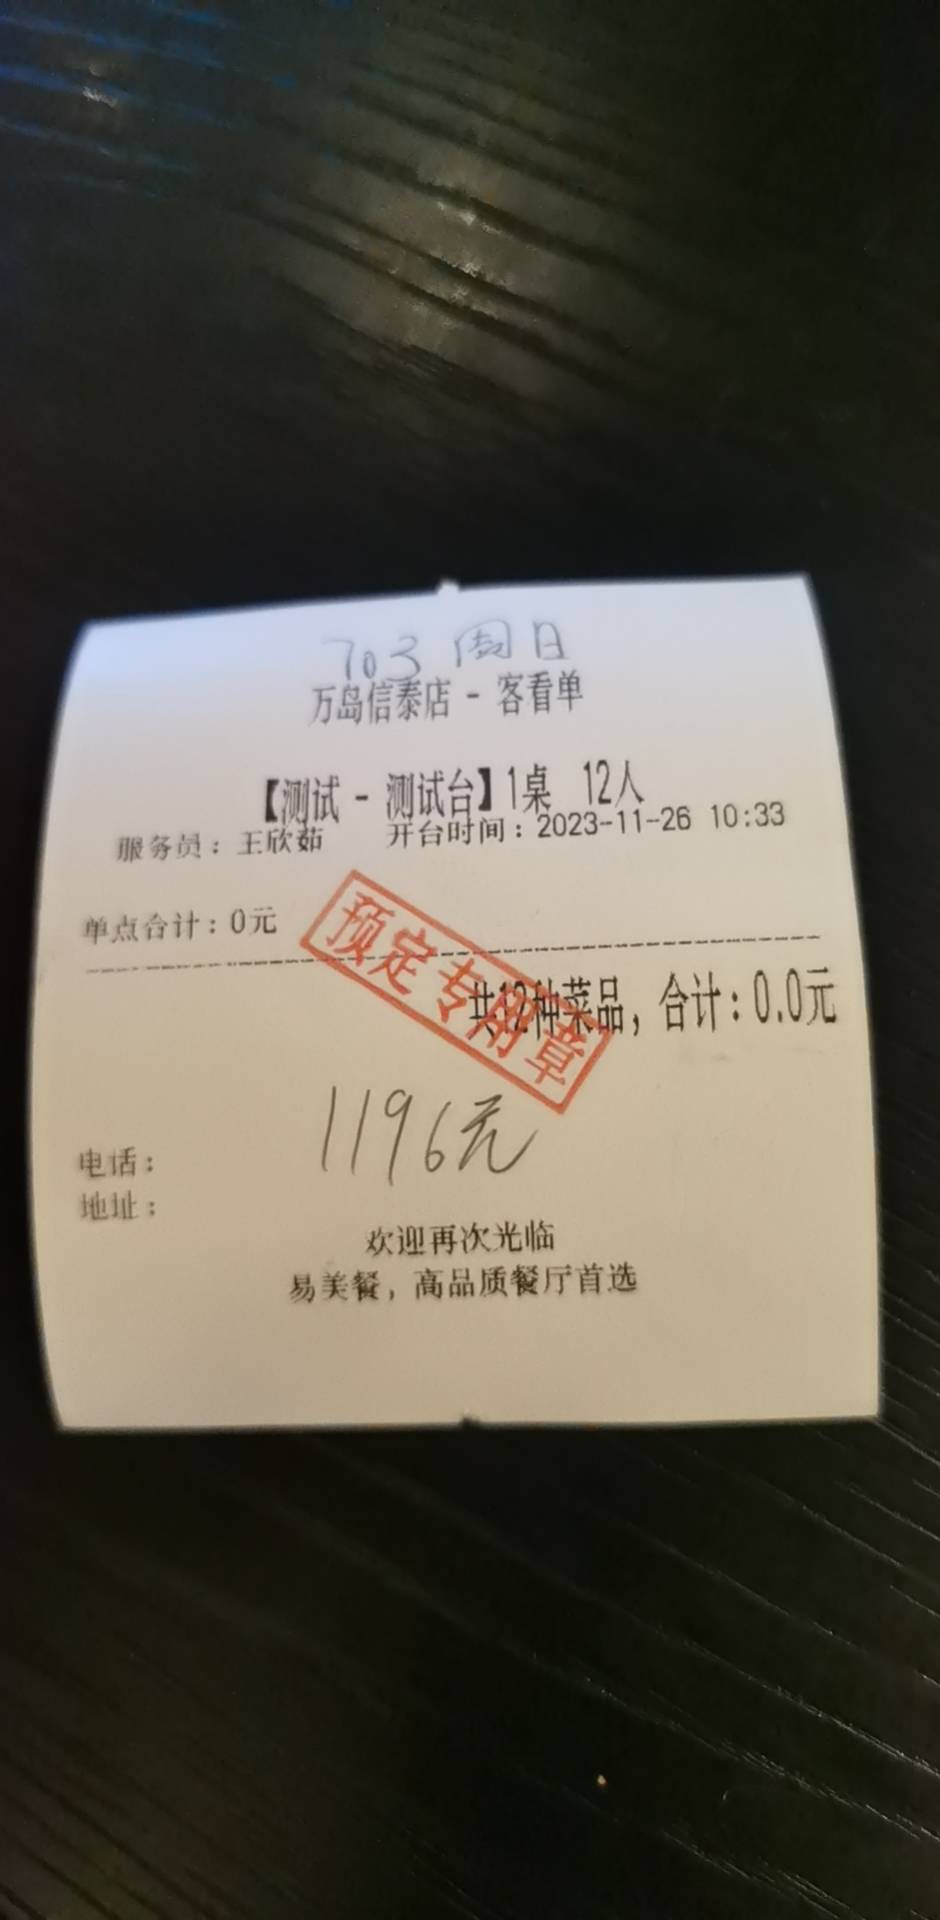 703 周日
万岛信泰店 - 客看单
【测试 - 测试台】1桌 12人
服务员：王欣茹 开台时间：2023-11-26 10:33
单点合计：0元
预定专用章
共12种菜品，合计：0.0元
1196元
电话：
地址：
欢迎再次光临
易美餐，高品质餐厅首选